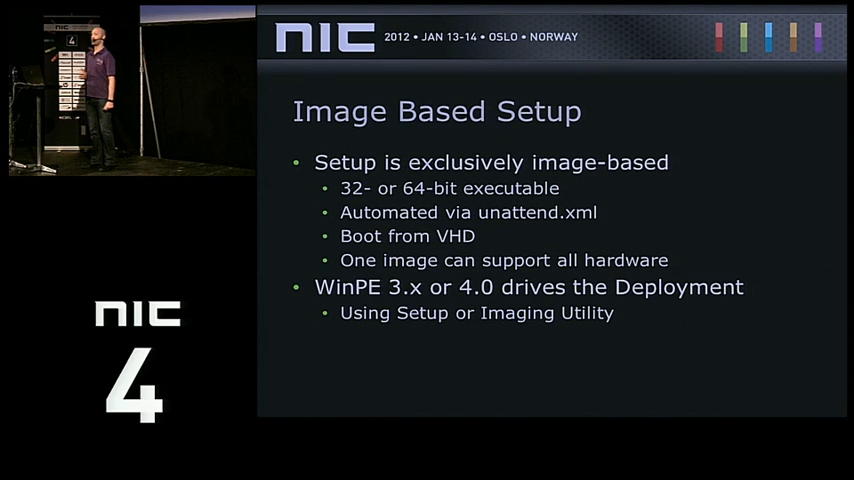 NIC
2012 • JAN 13-14 • OSLO • NORWAY
Image Based Setup
• Setup is exclusively image-based
• 32- or 64-bit executable
• Automated via unattend.xml
• Boot from VHD
• One image can support all hardware
• WinPE 3.x or 4.0 drives the Deployment
• Using Setup or Imaging Utility
4
NIC
4